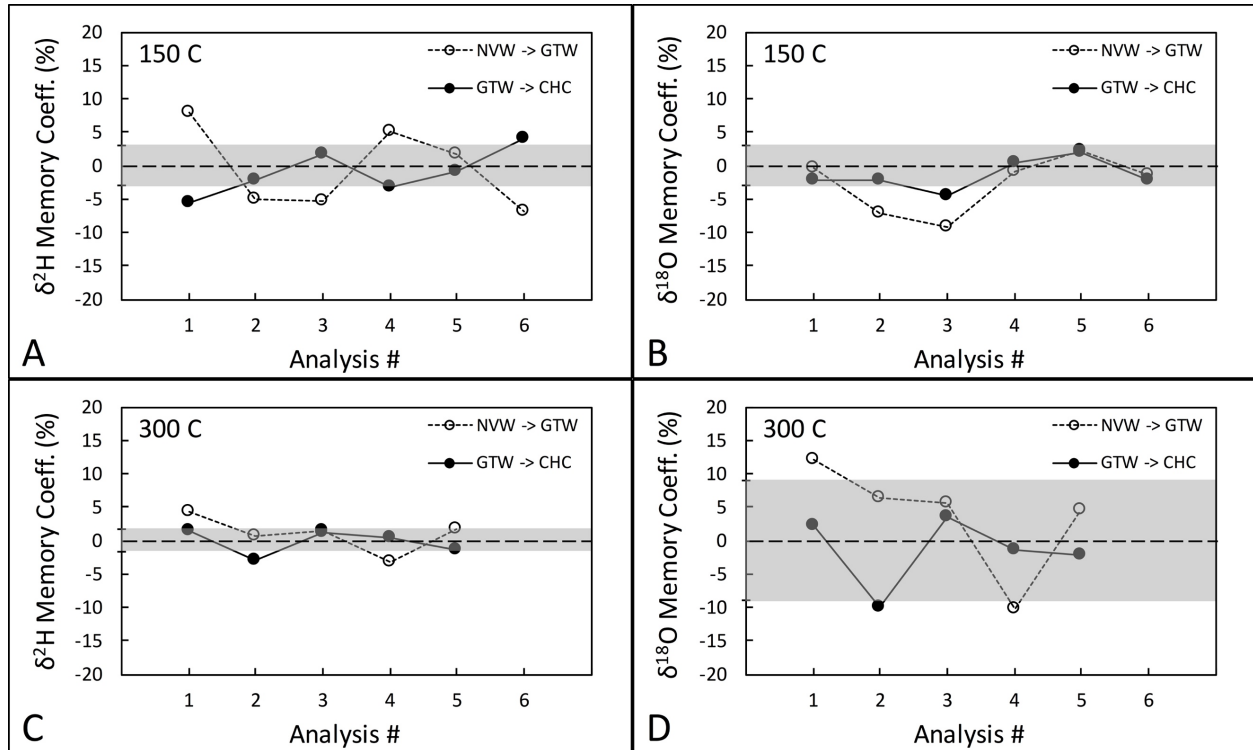 20
15
10
5
0
-5
-10
-15
-20
150 C
NVW -> GTW
GTW -> CHC
δ²H Memory Coeff. (%)
1 2 3 4 5 6
Analysis #
A
20
15
10
5
0
-5
-10
-15
-20
150 C
NVW -> GTW
GTW -> CHC
δ¹⁸O Memory Coeff. (%)
1 2 3 4 5 6
Analysis #
B
20
15
10
5
0
-5
-10
-15
-20
300 C
NVW -> GTW
GTW -> CHC
δ²H Memory Coeff. (%)
1 2 3 4 5 6
Analysis #
C
20
15
10
5
0
-5
-10
-15
-20
300 C
NVW -> GTW
GTW -> CHC
δ¹⁸O Memory Coeff. (%)
1 2 3 4 5 6
Analysis #
D